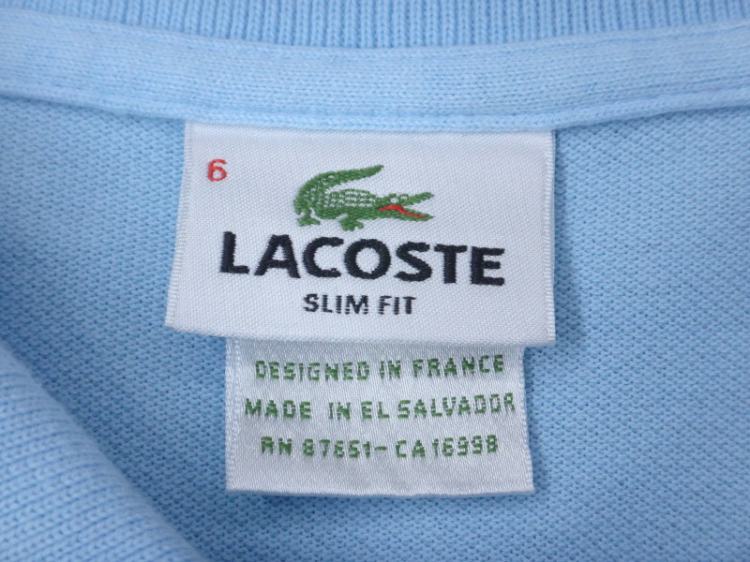 6
LACOSTE
SLIM FIT
DESIGNED IN FRANCE
MADE IN EL SALVADOR
RN 87651-CA16998